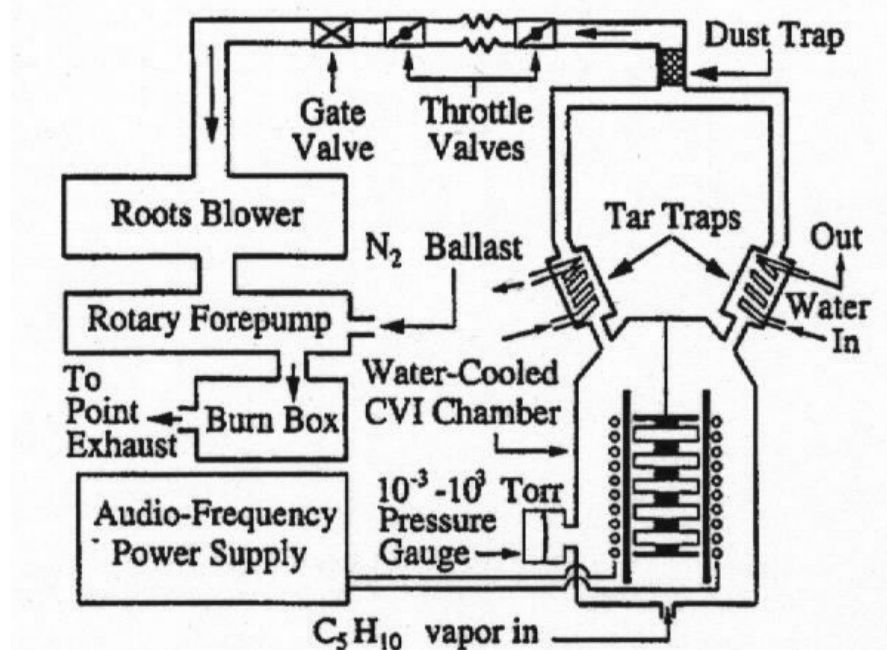 Dust Trap
Gate
Valve
Throttle
Valves
Roots Blower
Tar Traps
Out
N₂ Ballast
Water
In
Rotary Forepump
To
Point
Exhaust
Burn Box
Water-Cooled
CVI Chamber
10⁻³ -10³ Torr
Pressure
Gauge
Audio-Frequency
Power Supply
C₅H₁₀ vapor in